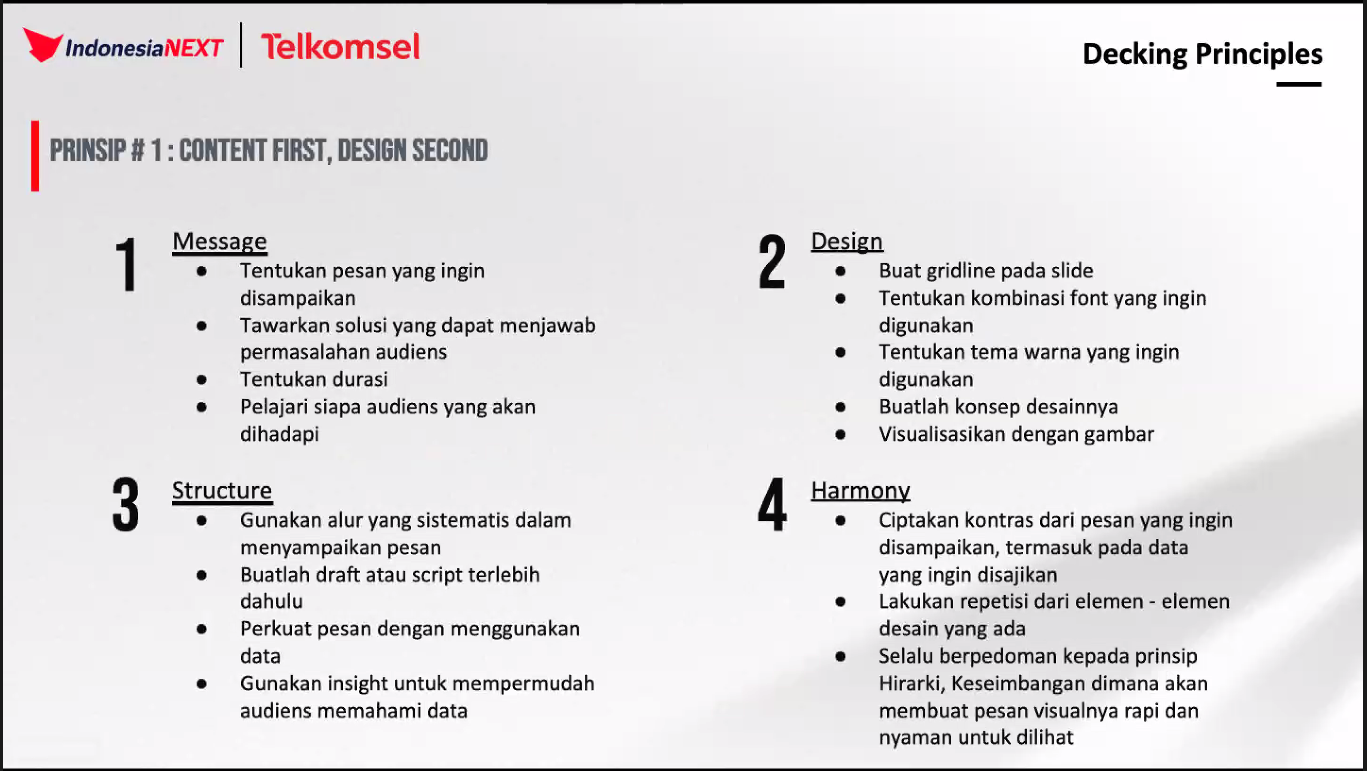 IndonesiaNEXT | Telkomsel
Decking Principles
PRINSIP # 1 : CONTENT FIRST, DESIGN SECOND
1
Message
● Tentukan pesan yang ingin
disampaikan
● Tawarkan solusi yang dapat menjawab
permasalahan audiens
● Tentukan durasi
● Pelajari siapa audiens yang akan
dihadapi
2
Design
● Buat gridline pada slide
● Tentukan kombinasi font yang ingin
digunakan
● Tentukan tema warna yang ingin
digunakan
● Buatlah konsep desainnya
● Visualisasikan dengan gambar
3
Structure
● Gunakan alur yang sistematis dalam
menyampaikan pesan
● Buatlah draft atau script terlebih
dahulu
● Perkuat pesan dengan menggunakan
data
● Gunakan insight untuk mempermudah
audiens memahami data
4
Harmony
● Ciptakan kontras dari pesan yang ingin
disampaikan, termasuk pada data
yang ingin disajikan
● Lakukan repetisi dari elemen - elemen
desain yang ada
● Selalu berpedoman kepada prinsip
Hirarki, Keseimbangan dimana akan
membuat pesan visualnya rapi dan
nyaman untuk dilihat